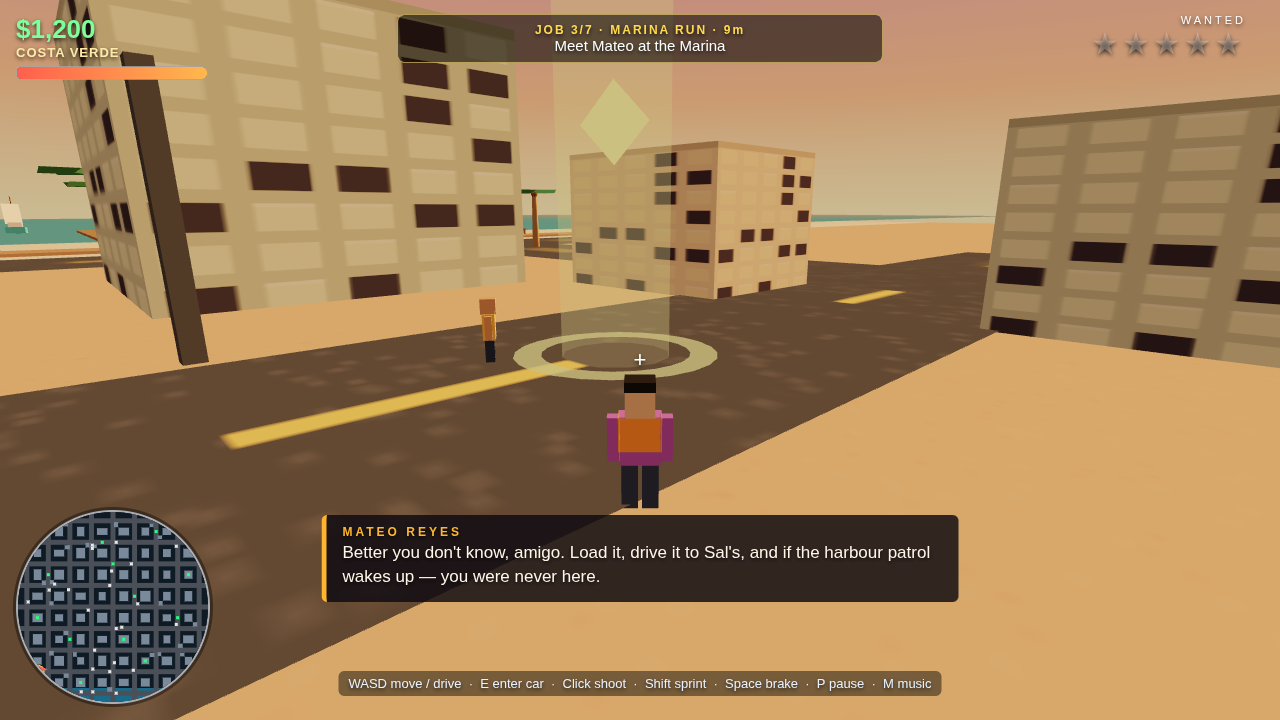 $1,200
COSTA VERDE
JOB 3/7 · MARINA RUN · 9m
Meet Mateo at the Marina
WANTED
MATEO REYES
Better you don't know, amigo. Load it, drive it to Sal's, and if the harbour patrol
wakes up — you were never here.
WASD move / drive · E enter car · Click shoot · Shift sprint · Space brake · P pause · M music